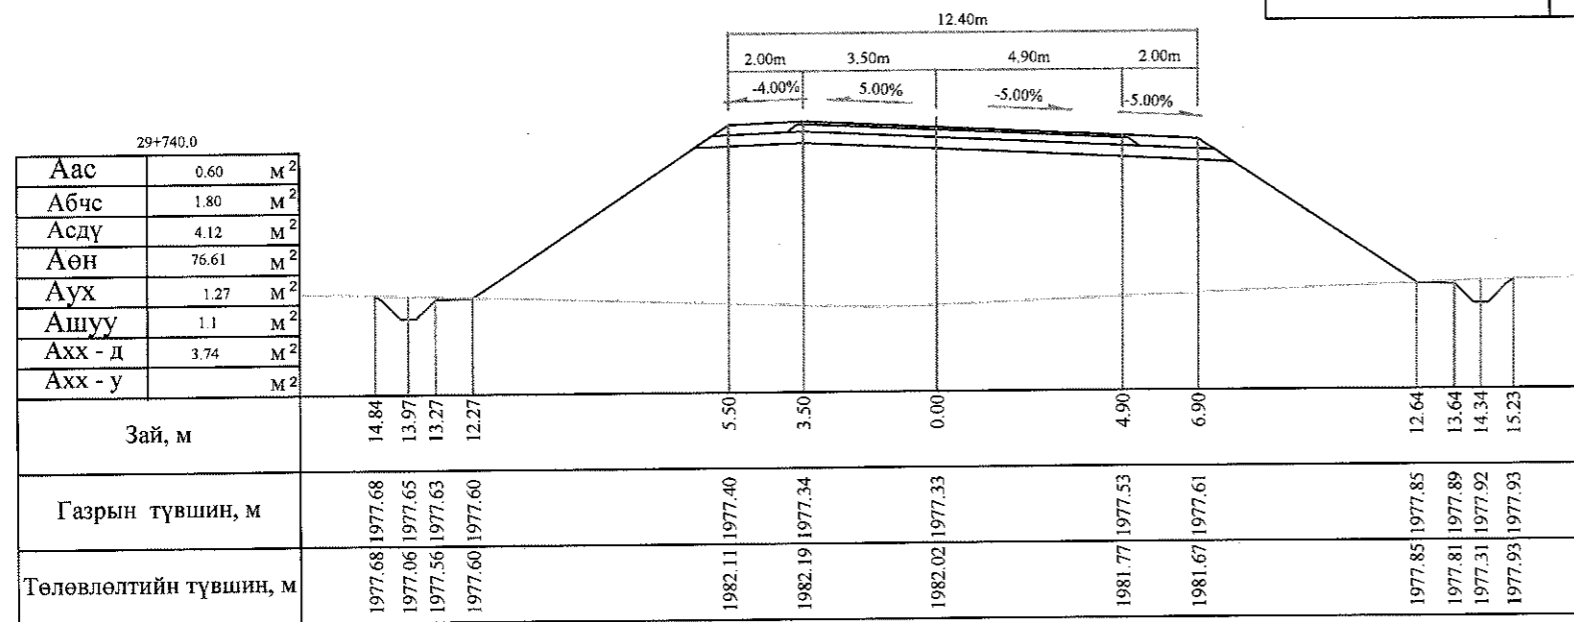 12.40m
2.00m 3.50m 4.90m 2.00m
-4.00% 5.00% -5.00% -5.00%
29+740.0
Аас 0.60 м²
Абчс 1.80 м²
Асдү 4.12 м²
Аөн 76.61 м²
Аух 1.27 м²
Ашуу 1.1 м²
Ахх - д 3.74 м²
Ахх - у м²
Зай, м 14.84 13.97 13.27 12.27 5.50 3.50 0.00 4.90 6.90 12.64 13.64 14.34 15.23
Газрын түвшин, м 1977.68 1977.65 1977.63 1977.60 1977.40 1977.34 1977.33 1977.53 1977.61 1977.85 1977.89 1977.92 1977.93
Төлөвлөлтийн түвшин, м 1977.68 1977.06 1977.56 1977.60 1982.11 1982.19 1982.02 1981.77 1981.67 1977.85 1977.81 1977.31 1977.93